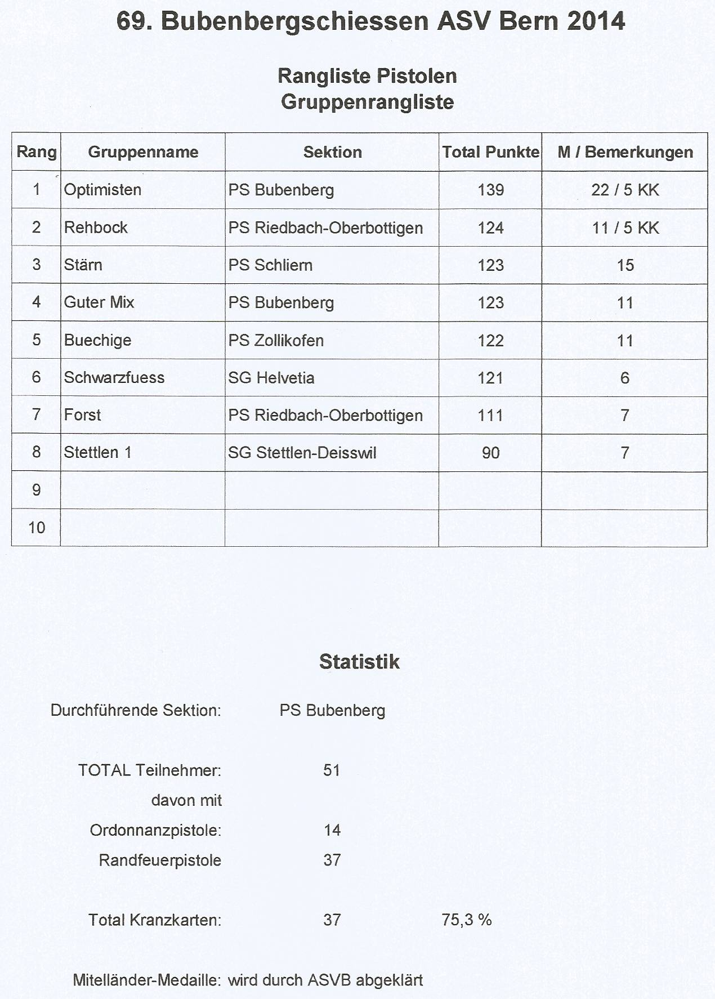 69. Bubenbergschiessen ASV Bern 2014
Rangliste Pistolen
Gruppenrangliste
Rang Gruppenname Sektion Total Punkte M / Bemerkungen
1 Optimisten PS Bubenberg 139 22 / 5 KK
2 Rehbock PS Riedbach-Oberbottigen 124 11 / 5 KK
3 Stärn PS Schliern 123 15
4 Guter Mix PS Bubenberg 123 11
5 Buechige PS Zollikofen 122 11
6 Schwarzfuess SG Helvetia 121 6
7 Forst PS Riedbach-Oberbottigen 111 7
8 Stettlen 1 SG Stettlen-Deisswil 90 7
9
10
Statistik
Durchführende Sektion: PS Bubenberg
TOTAL Teilnehmer: 51
davon mit
Ordonnanzpistole: 14
Randfeuerpistole 37
Total Kranzkarten: 37 75,3 %
Mitelländer-Medaille: wird durch ASVB abgeklärt